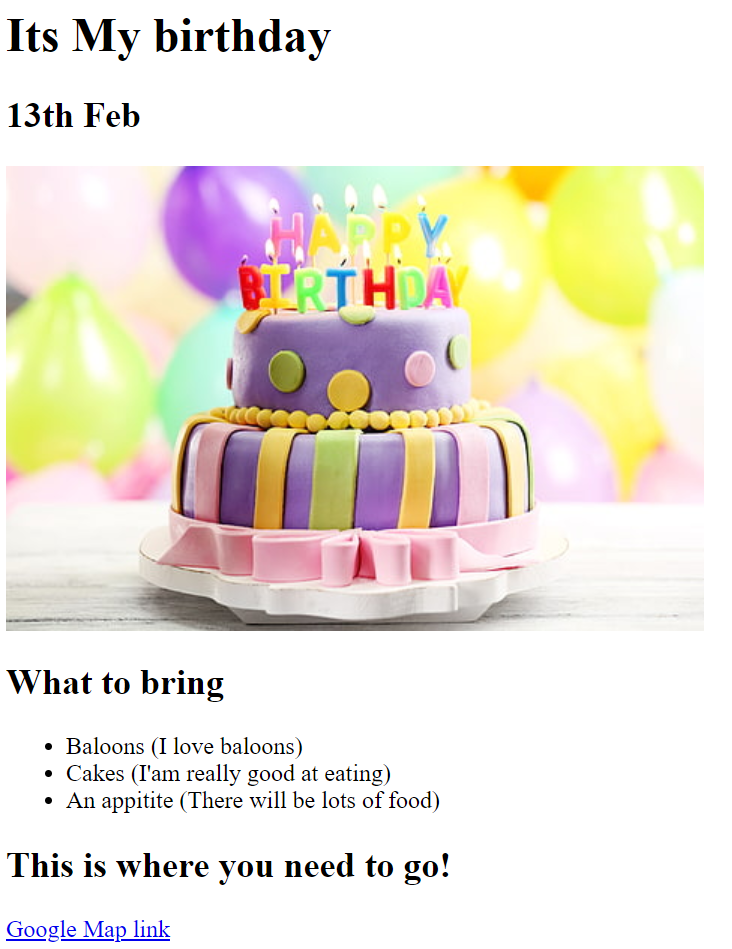 Its My birthday
13th Feb
HAPPY
BIRTHDAY
What to bring
Baloons (I love baloons)
Cakes (I'am really good at eating)
An appitite (There will be lots of food)
This is where you need to go!
Google Map link